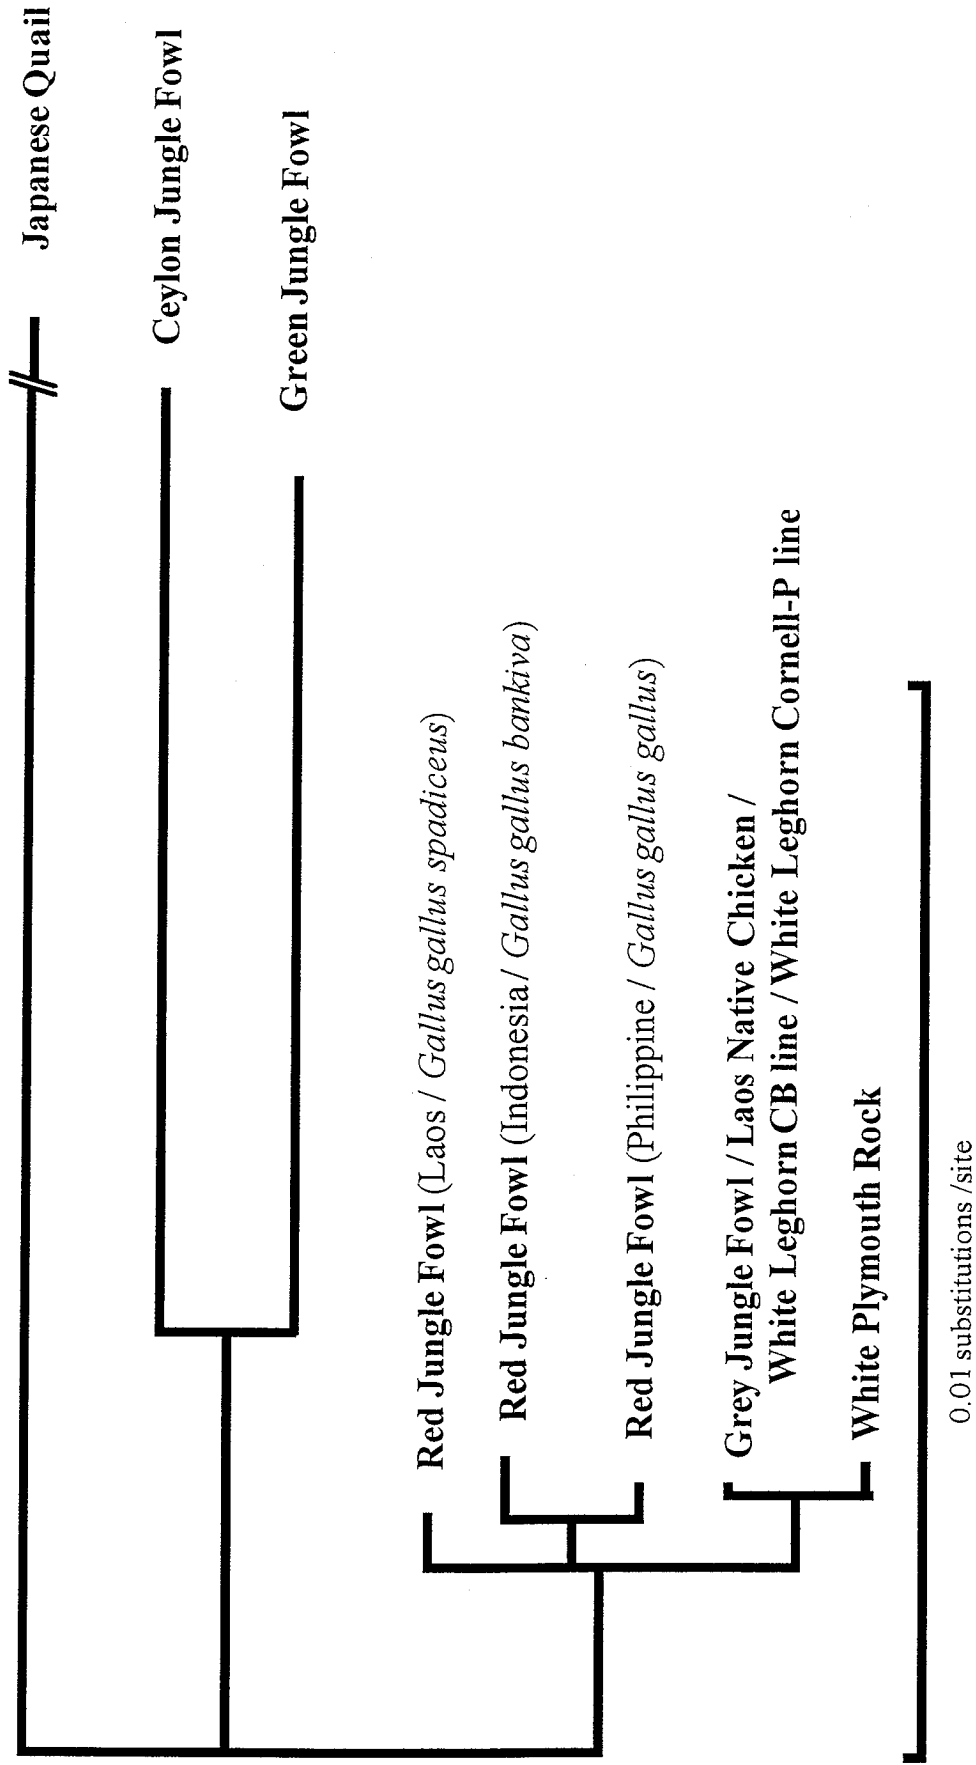 Japanese Quail
Ceylon Jungle Fowl
Green Jungle Fowl
Red Jungle Fowl (Laos / Gallus gallus spadiceus)
Red Jungle Fowl (Indonesia / Gallus gallus bankiva)
Red Jungle Fowl (Philippine / Gallus gallus gallus)
Grey Jungle Fowl / Laos Native Chicken /
White Leghorn CB line / White Leghorn Cornell-P line
White Plymouth Rock
0.01 substitutions /site